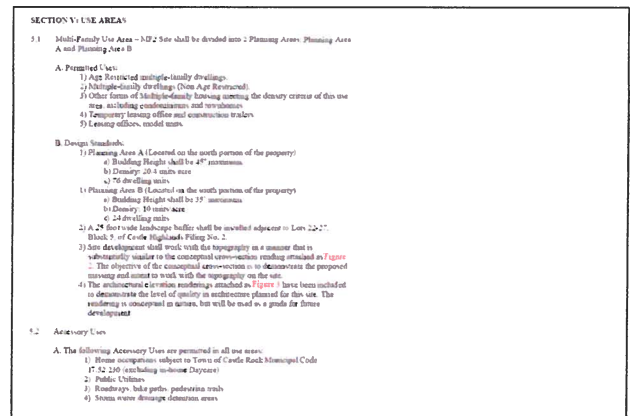 SECTION V: USE AREAS
5.1 Multi-Family Use Area – MF2 Site shall be divided into 2 Planning Areas: Planning Area
A and Planning Area B
A. Permitted Uses:
1) Age Restricted multiple-family dwellings.
2) Multiple-family dwellings (Non Age Restricted).
3) Other forms of Multiple-family housing meeting the density criteria of this use
area, including condominiums and townhomes
4) Temporary leasing office and construction trailers
5) Leasing offices, model units
B. Design Standards:
1) Planning Area A (Located on the north portion of the property)
a) Building Height shall be 45' maximum
b) Density: 20.4 units acre
c) 76 dwelling units
1) Planning Area B (Located on the south portion of the property)
a) Building Height shall be 35' maximum
b) Density: 10 units/acre
c) 24 dwelling units
2) A 25 foot wide landscape buffer shall be installed adjacent to Lots 22-27,
Block 5, of Castle Highlands Filing No. 2.
3) Site development shall work with the topography in a manner that is
substantially similar to the conceptual cross-section rending attached as Figure
2. The objective of the conceptual cross-section is to demonstrate the proposed
massing and intent to work with the topography on the site.
4) The architectural elevation renderings attached as Figure 3 have been included
to demonstrate the level of quality in architecture planned for this site. The
rendering is conceptual in nature, but will be used as a guide for future
development
5.2 Accessory Uses
A. The following Accessory Uses are permitted in all use areas:
1) Home occupations subject to Town of Castle Rock Municipal Code
17.52.230 (excluding in-home Daycare)
2) Public Utilities
3) Roadways, bike paths, pedestrian trails
4) Storm water drainage detention areas